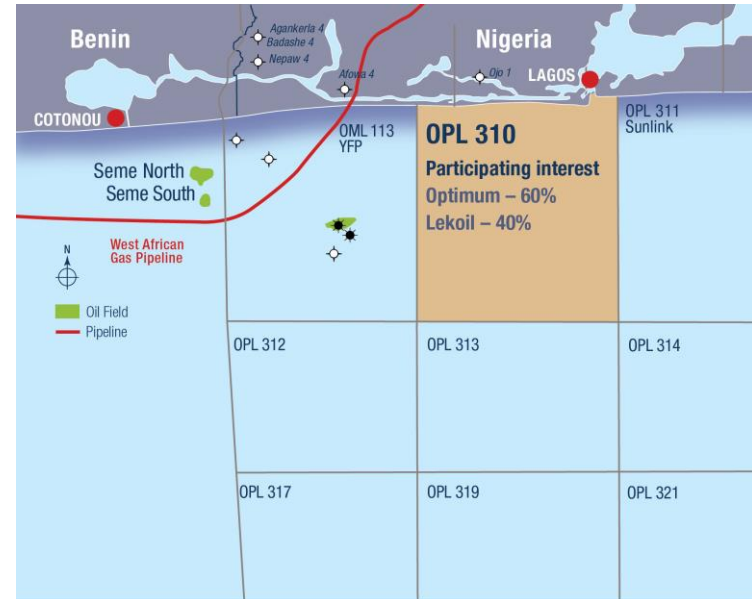 Benin
Agankerla 4
Badashe 4
Nepaw 4
Nigeria
Afowa 4
Ojo 1
LAGOS
COTONOU
OML 113
YFP
OPL 310
Participating interest
Optimum – 60%
Lekoil – 40%
OPL 311
Sunlink
Seme North
Seme South
West African
Gas Pipeline
N
Oil Field
Pipeline
OPL 312
OPL 313
OPL 314
OPL 317
OPL 319
OPL 321